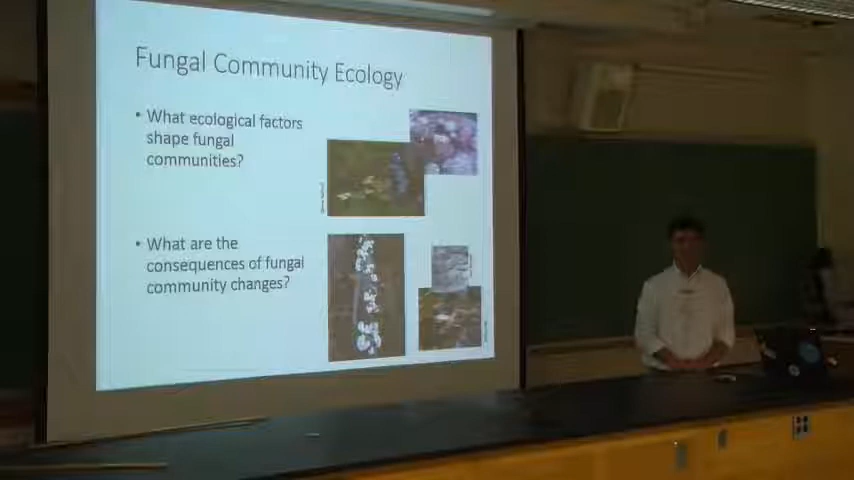 Fungal Community Ecology
• What ecological factors
shape fungal
communities?
• What are the
consequences of fungal
community changes?